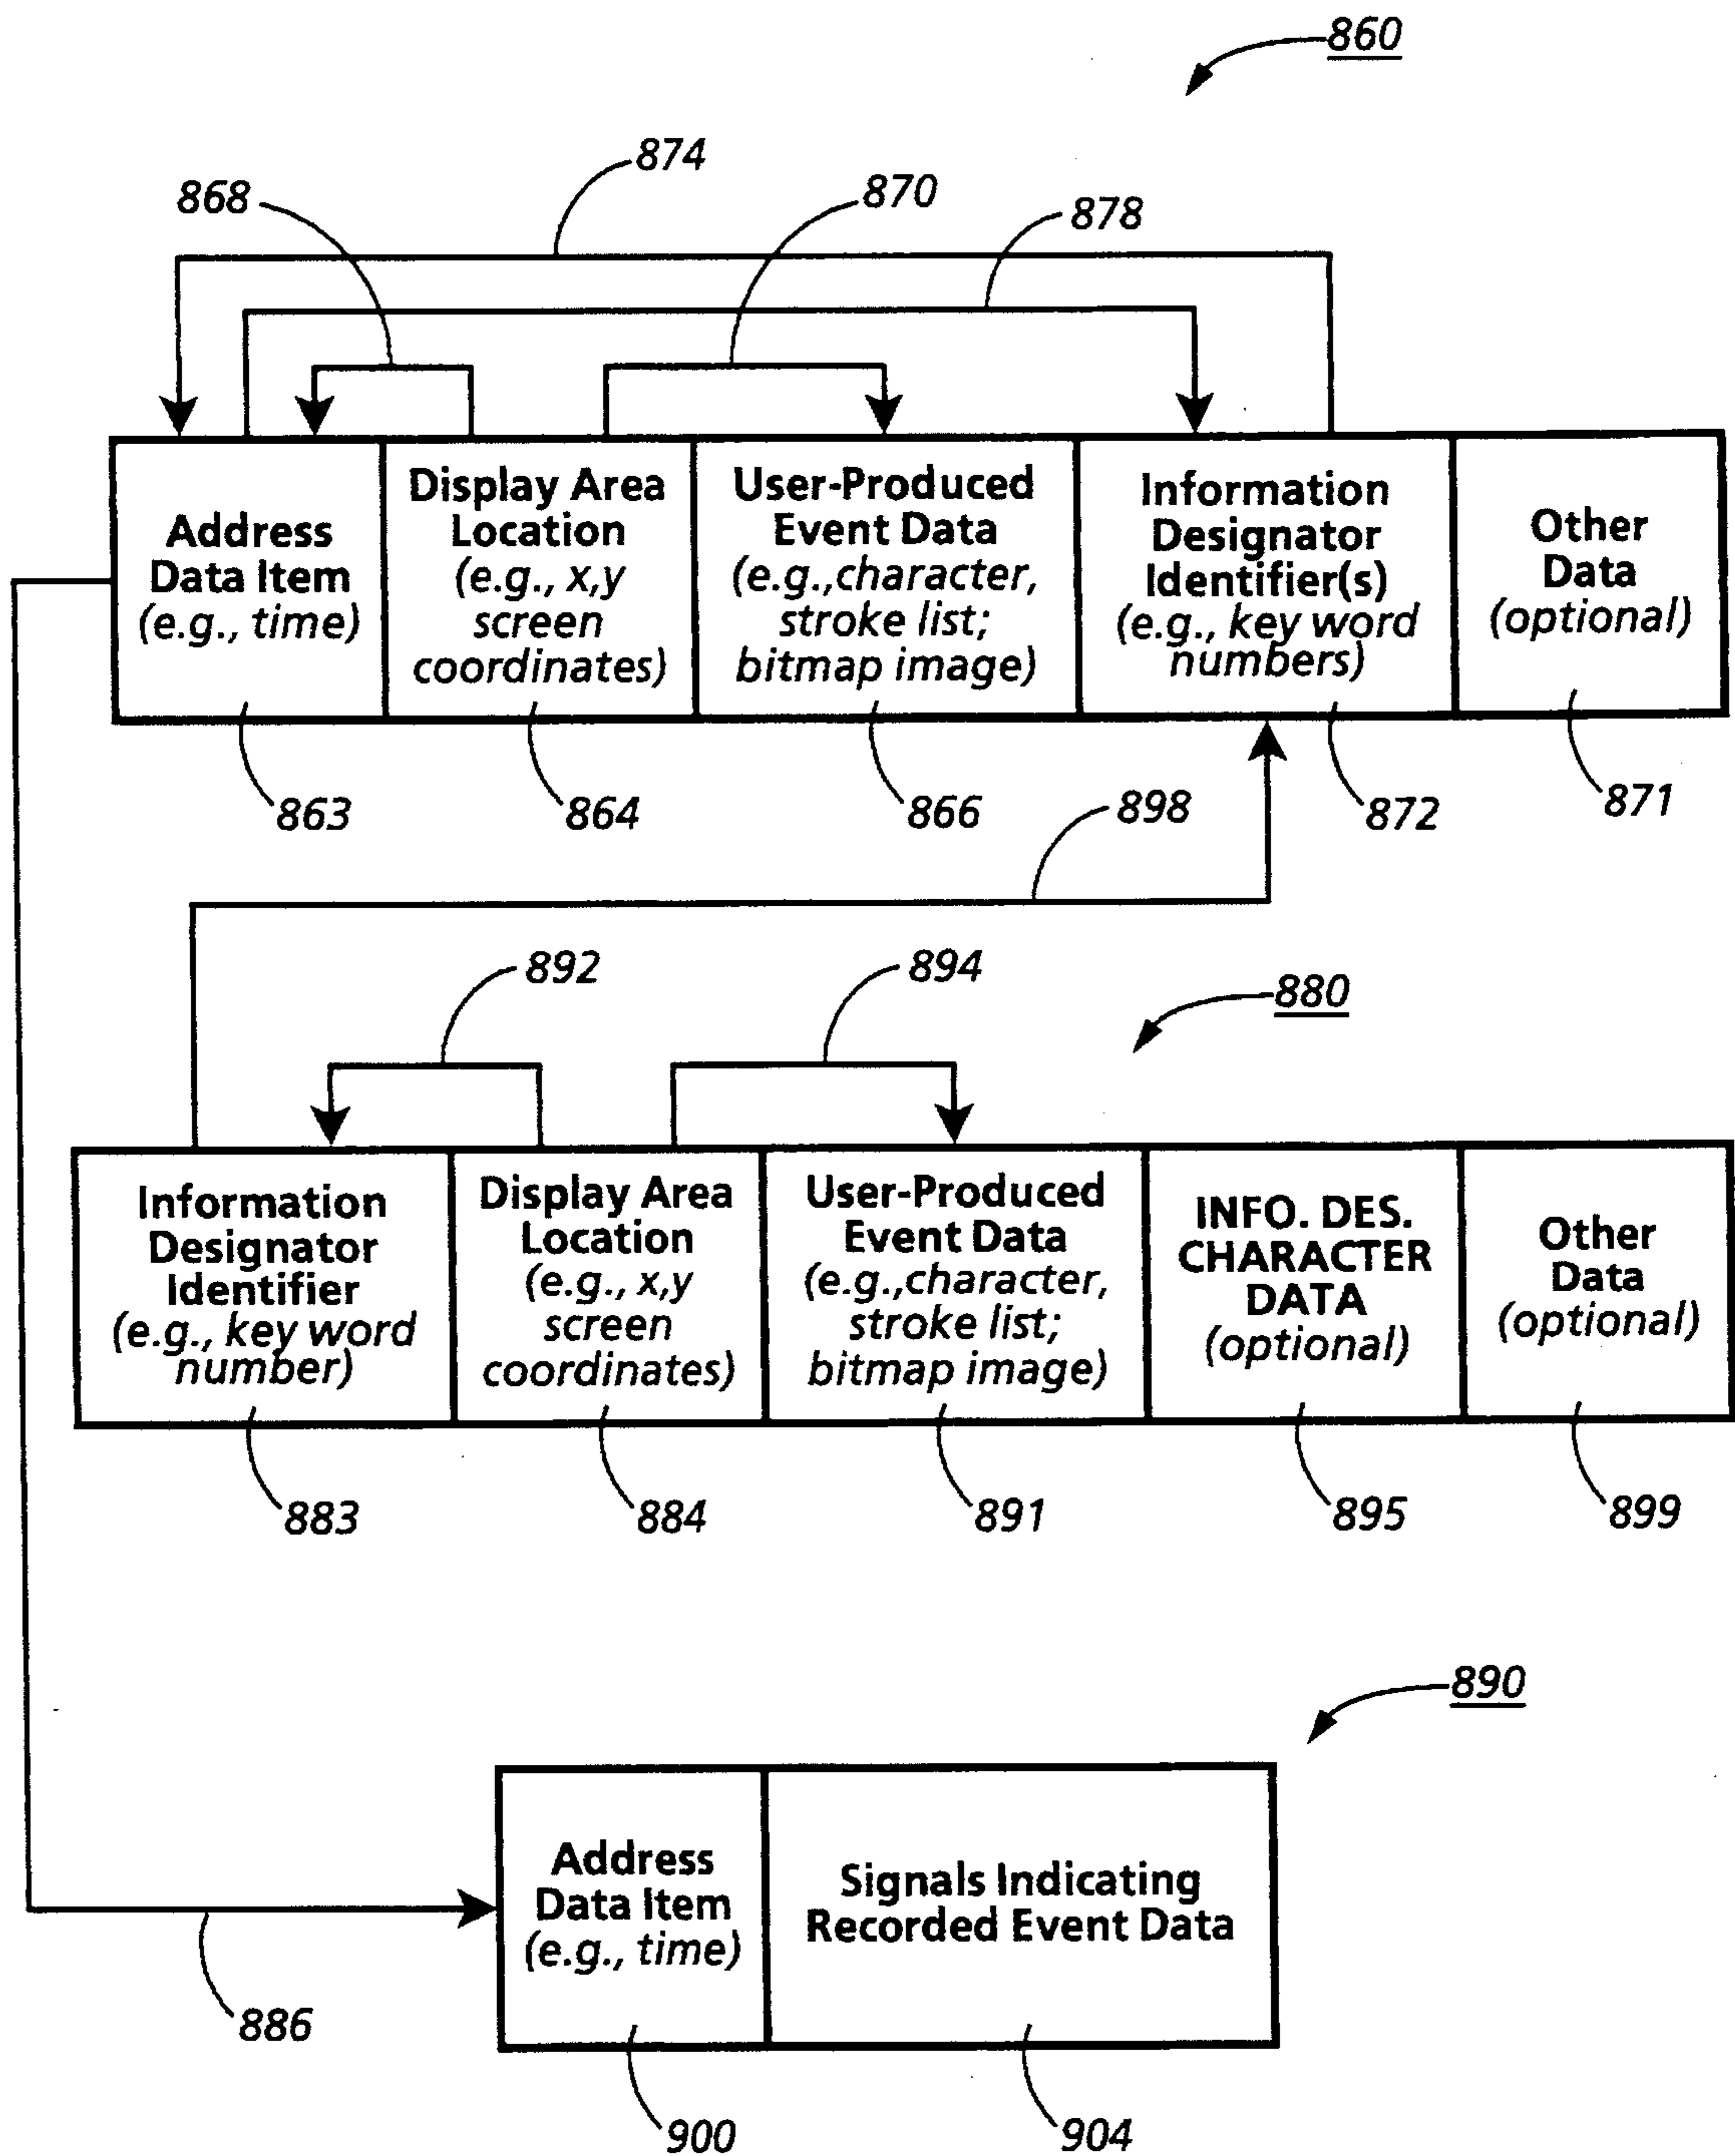 860
874
868
870
878
Address
Data Item
(e.g., time)
Display Area
Location
(e.g., x,y
screen
coordinates)
User-Produced
Event Data
(e.g.,character,
stroke list;
bitmap image)
Information
Designator
Identifier(s)
(e.g., key word
numbers)
Other
Data
(optional)
863
864
866
898
872
871
892
894
880
Information
Designator
Identifier
(e.g., key word
number)
Display Area
Location
(e.g., x,y
screen
coordinates)
User-Produced
Event Data
(e.g.,character,
stroke list;
bitmap image)
INFO. DES.
CHARACTER
DATA
(optional)
Other
Data
(optional)
883
884
891
895
899
890
Address
Data Item
(e.g., time)
Signals Indicating
Recorded Event Data
886
900
904